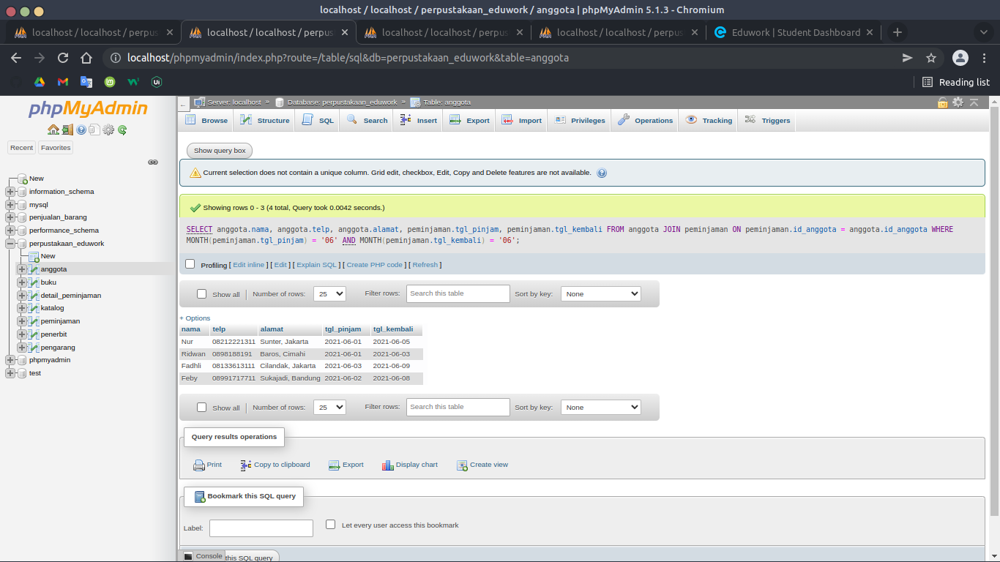 localhost / localhost / perpustakaan_eduwork / anggota | phpMyAdmin 5.1.3 - Chromium
localhost / localhost / perpus
localhost / localhost / perpus
localhost / localhost / perpus
localhost / localhost / perpus
Eduwork | Student Dashboard
localhost/phpmyadmin/index.php?route=/table/sql&db=perpustakaan_eduwork&table=anggota
Reading list
phpMyAdmin
Recent Favorites
New
information_schema
mysql
penjualan_barang
performance_schema
perpustakaan_eduwork
New
anggota
buku
detail_peminjaman
katalog
peminjaman
penerbit
pengarang
phpmyadmin
test
Server: localhost » Database: perpustakaan_eduwork » Table: anggota
Browse Structure SQL Search Insert Export Import Privileges Operations Tracking Triggers
Show query box
Current selection does not contain a unique column. Grid edit, checkbox, Edit, Copy and Delete features are not available.
Showing rows 0 - 3 (4 total, Query took 0.0042 seconds.)
SELECT anggota.nama, anggota.telp, anggota.alamat, peminjaman.tgl_pinjam, peminjaman.tgl_kembali FROM anggota JOIN peminjaman ON peminjaman.id_anggota = anggota.id_anggota WHERE
MONTH(peminjaman.tgl_pinjam) = '06' AND MONTH(peminjaman.tgl_kembali) = '06';
Profiling [ Edit inline ] [ Edit ] [ Explain SQL ] [ Create PHP code ] [ Refresh ]
Show all | Number of rows: 25 Filter rows: Search this table Sort by key: None
+ Options
nama telp alamat tgl_pinjam tgl_kembali
Nur 08212221311 Sunter, Jakarta 2021-06-01 2021-06-05
Ridwan 0898188191 Baros, Cimahi 2021-06-01 2021-06-03
Fadhli 08133613111 Cilandak, Jakarta 2021-06-03 2021-06-09
Feby 08991717711 Sukajadi, Bandung 2021-06-02 2021-06-08
Show all | Number of rows: 25 Filter rows: Search this table Sort by key: None
Query results operations
Print Copy to clipboard Export Display chart Create view
Bookmark this SQL query
Label: Let every user access this bookmark
Console this SQL query